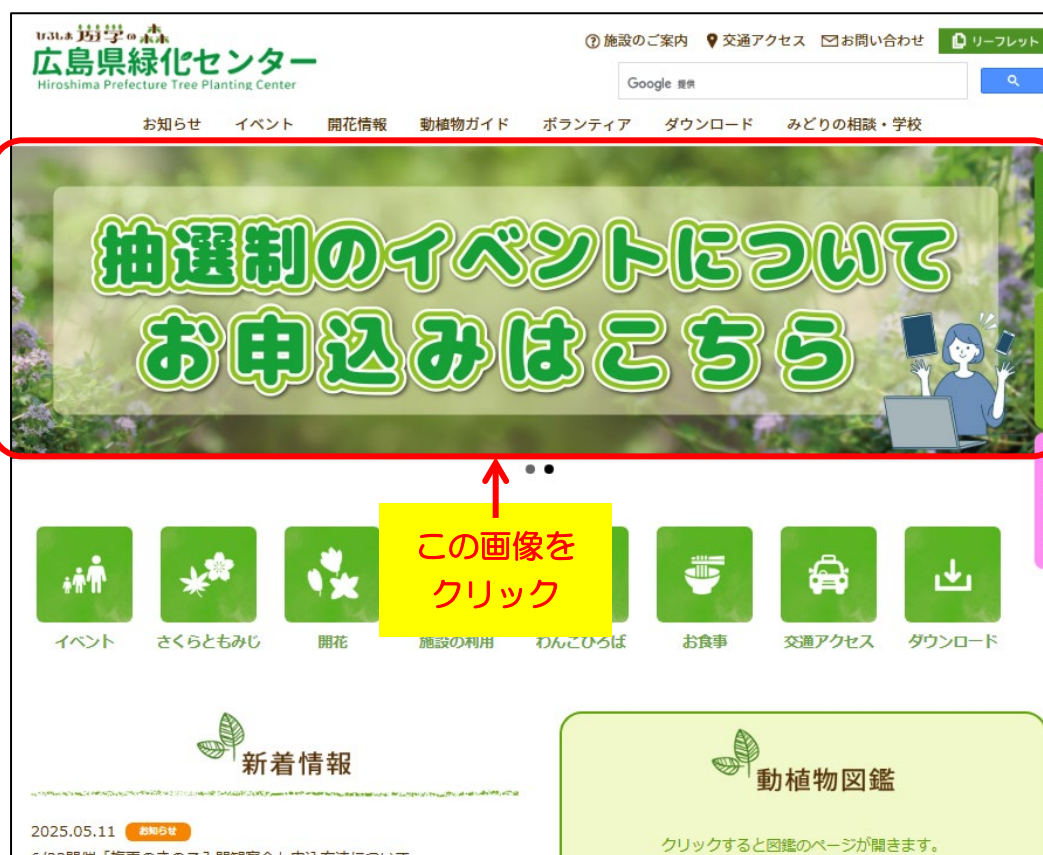 ひろしま遊学の森
広島県緑化センター
Hiroshima Prefecture Tree Planting Center
施設のご案内 交通アクセス お問い合わせ リーフレット
Google 提供
お知らせ イベント 開花情報 動植物ガイド ボランティア ダウンロード みどりの相談・学校
抽選制のイベントについて
お申込みはこちら
この画像を
クリック
イベント さくらともみじ 開花 施設の利用 わんこひろば お食事 交通アクセス ダウンロード
新着情報
動植物図鑑
2025.05.11 お知らせ
クリックすると図鑑のページが開きます。